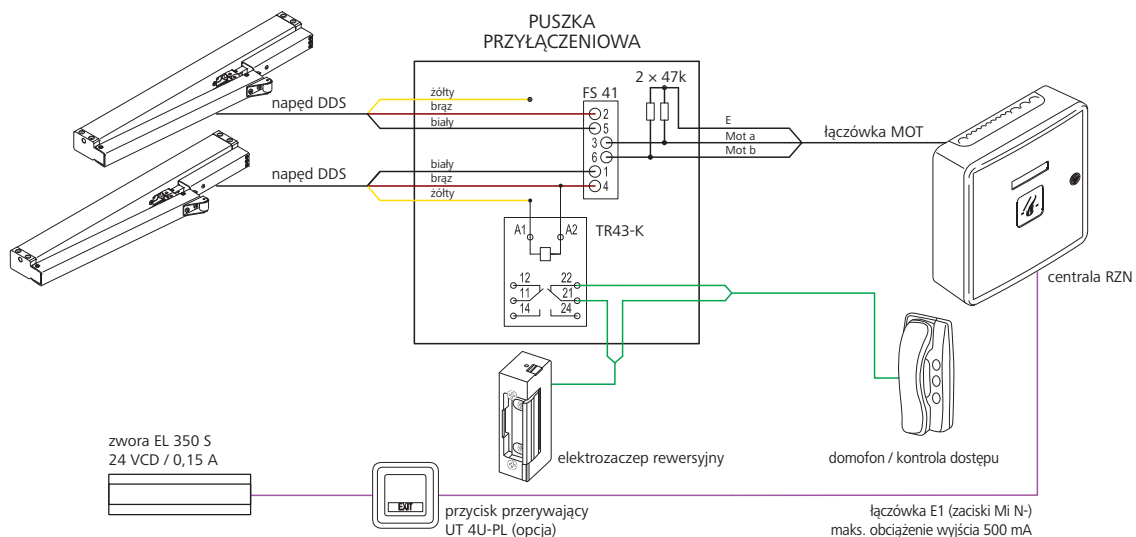 PUSZKA
PRZYŁĄCZENIOWA
napęd DDS
żółty
brąz
biały
FS 41
2 × 47k
2
5
3
6
1
4
E
Mot a
Mot b
łączówka MOT
napęd DDS
biały
brąz
żółty
A1
A2
TR43-K
12
11
14
22
21
24
centrala RZN
elektrozaczep rewersyjny
domofon / kontrola dostępu
zwora EL 350 S
24 VCD / 0,15 A
EXIT
przycisk przerywający
UT 4U-PL (opcja)
łączówka E1 (zaciski Mi N-)
maks. obciążenie wyjścia 500 mA